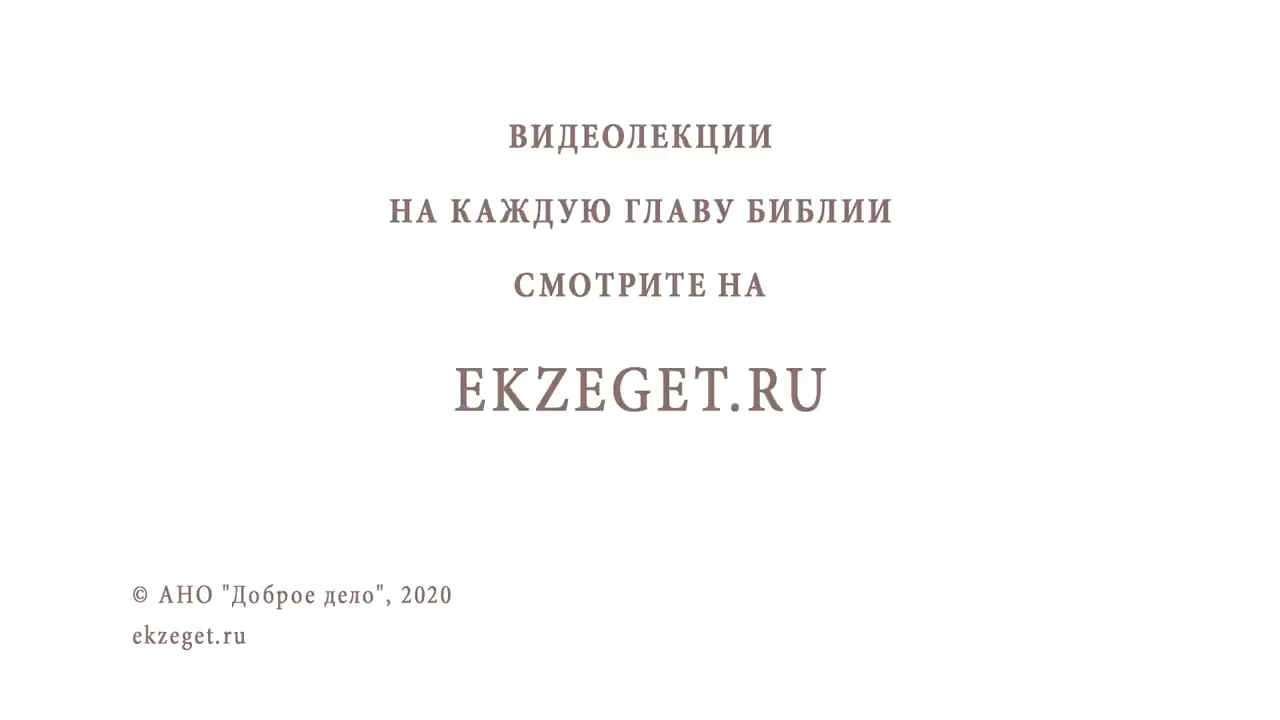 ВИДЕОЛЕКЦИИ
НА КАЖДУЮ ГЛАВУ БИБЛИИ
СМОТРИТЕ НА
EKZEGET.RU
© АНО "Доброе дело", 2020
ekzeget.ru